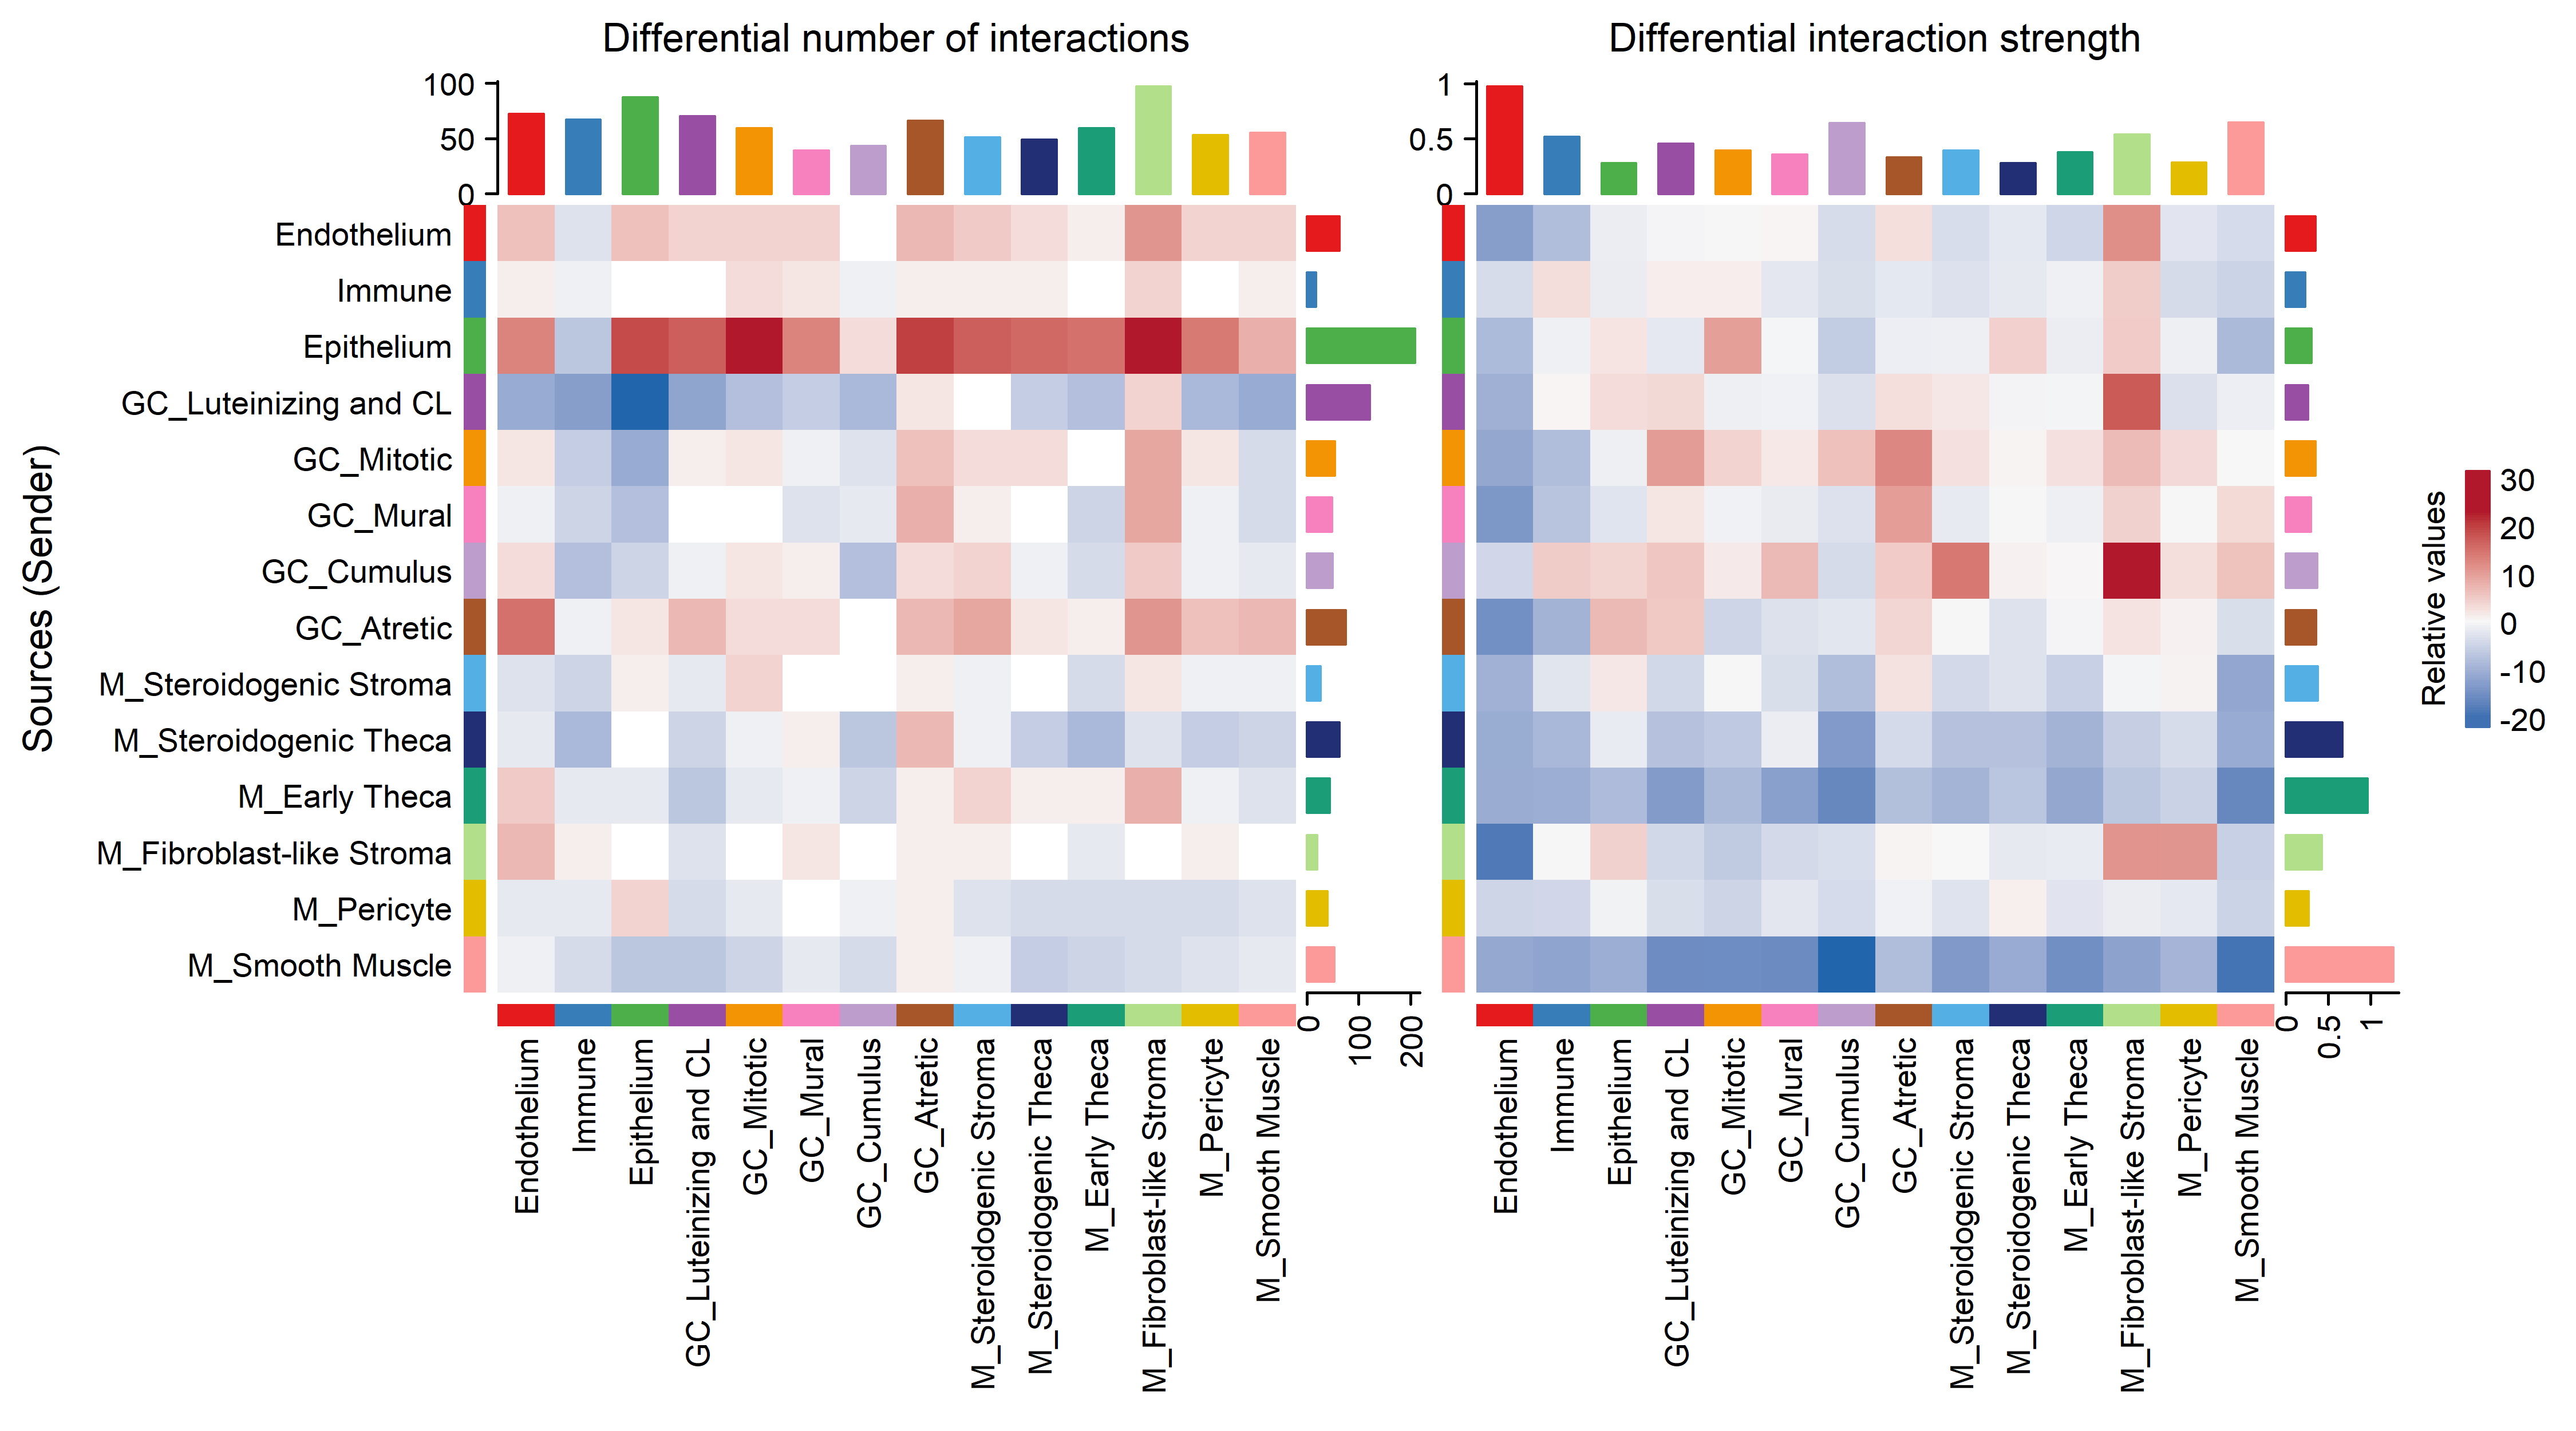 Differential number of interactions
100
50
0
Endothelium
Immune
Epithelium
GC_Luteinizing and CL
GC_Mitotic
GC_Mural
GC_Cumulus
GC_Atretic
M_Steroidogenic Stroma
M_Steroidogenic Theca
M_Early Theca
M_Fibroblast-like Stroma
M_Pericyte
M_Smooth Muscle
Sources (Sender)
0
100
200
Endothelium
Immune
Epithelium
GC_Luteinizing and CL
GC_Mitotic
GC_Mural
GC_Cumulus
GC_Atretic
M_Steroidogenic Stroma
M_Steroidogenic Theca
M_Early Theca
M_Fibroblast-like Stroma
M_Pericyte
M_Smooth Muscle
Differential interaction strength
1
0.5
0
0
0.5
1
Endothelium
Immune
Epithelium
GC_Luteinizing and CL
GC_Mitotic
GC_Mural
GC_Cumulus
GC_Atretic
M_Steroidogenic Stroma
M_Steroidogenic Theca
M_Early Theca
M_Fibroblast-like Stroma
M_Pericyte
M_Smooth Muscle
Relative values
30
20
10
0
-10
-20